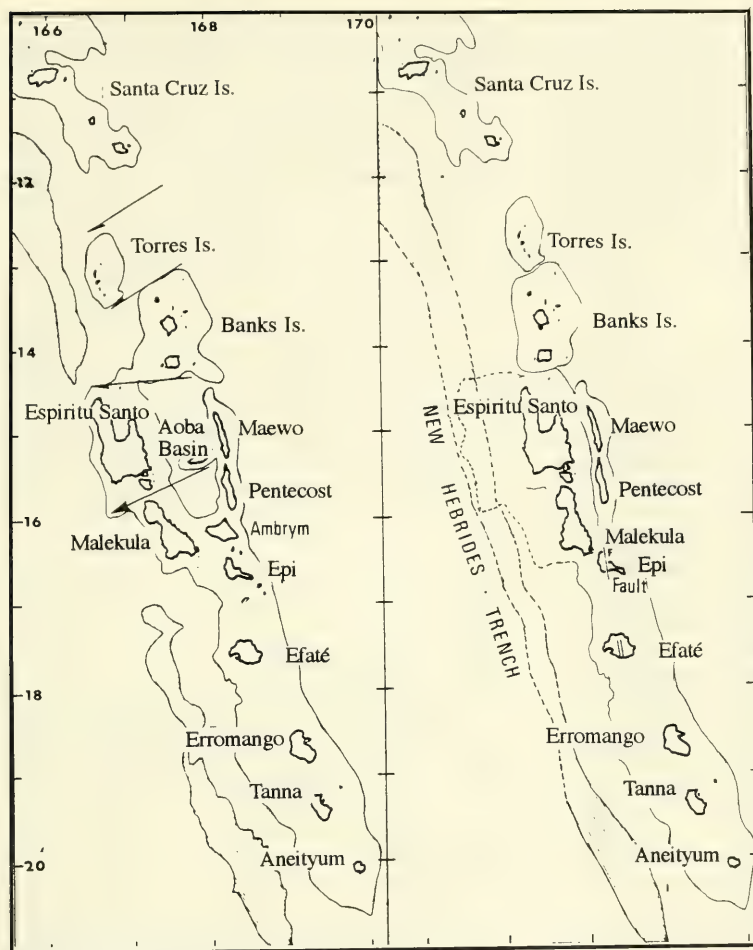 166
168
170
Santa Cruz Is.
-12
Torres Is.
Banks Is.
-14
Espiritu Santo
Aoba
Basin
Maewo
Pentecost
-16
Malekula
Ambrym
Epi
Efaté
-18
Erromango
Tanna
-20
Aneityum
Santa Cruz Is.
Torres Is.
Banks Is.
Espiritu Santo
Maewo
Pentecost
NEW HEBRIDES · TRENCH
Malekula
F
Epi
Fault
Efaté
Erromango
Tanna
Aneityum